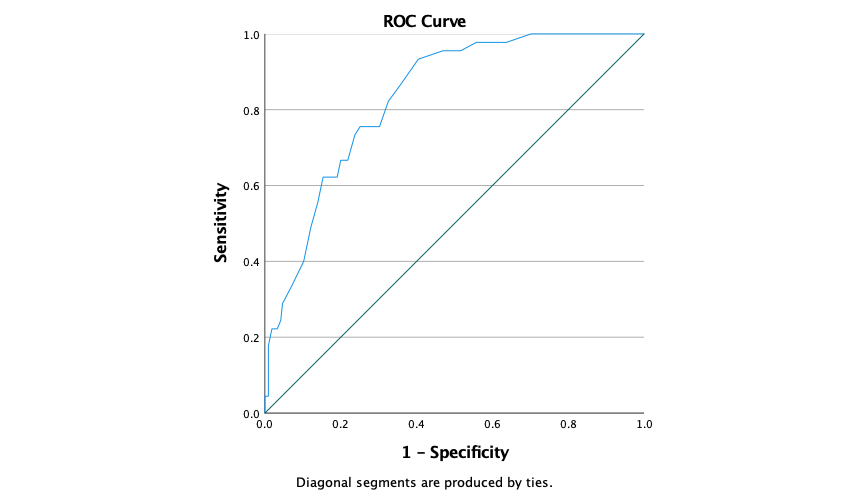 ROC Curve
1.0
0.8
0.6
0.4
0.2
0.0
Sensitivity
0.0 0.2 0.4 0.6 0.8 1.0
1 – Specificity
Diagonal segments are produced by ties.